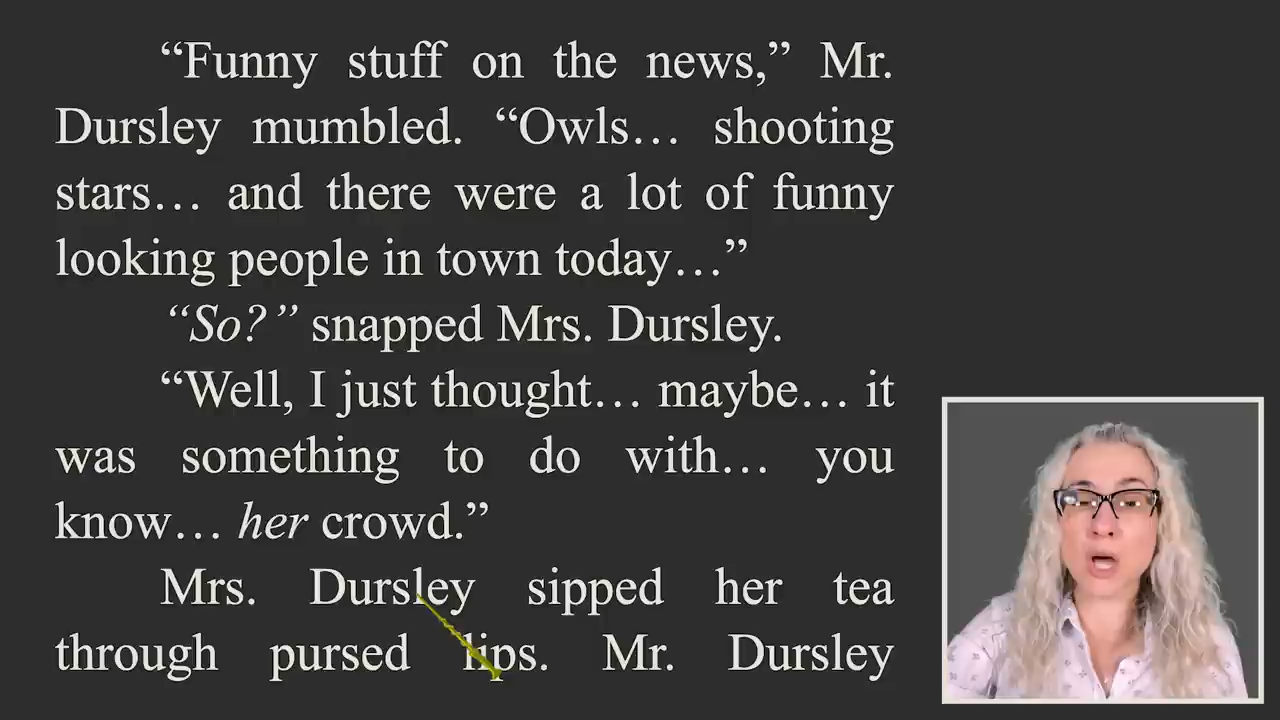 “Funny stuff on the news,” Mr.
Dursley mumbled. “Owls… shooting
stars… and there were a lot of funny
looking people in town today…”
“So?” snapped Mrs. Dursley.
“Well, I just thought… maybe… it
was something to do with… you
know… her crowd.”
Mrs. Dursley sipped her tea
through pursed lips. Mr. Dursley